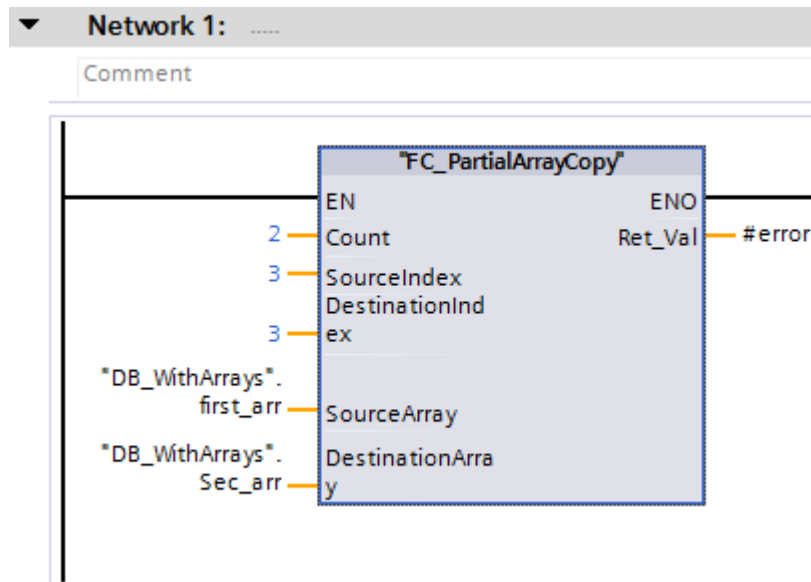 Network 1: .....
Comment
"FC_PartialArrayCopy"
EN ENO
2 Count Ret_Val #error
3 SourceIndex
DestinationInd
3 ex
"DB_WithArrays".
first_arr SourceArray
"DB_WithArrays". DestinationArra
Sec_arr y